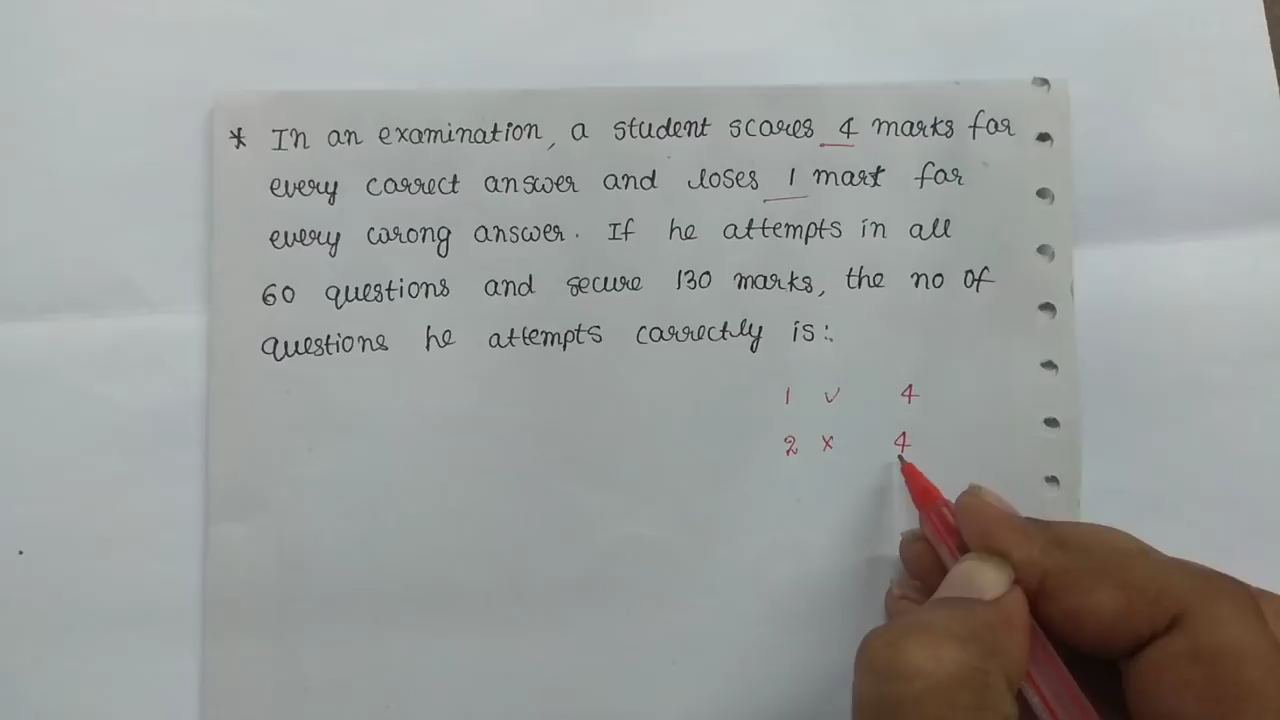 * In an examination, a student scores 4 marks for
every correct answer and loses 1 mark for
every wrong answer. If he attempts in all
60 questions and secure 130 marks, the no of
questions he attempts correctly is:
1 ✓ 4
2 × 4